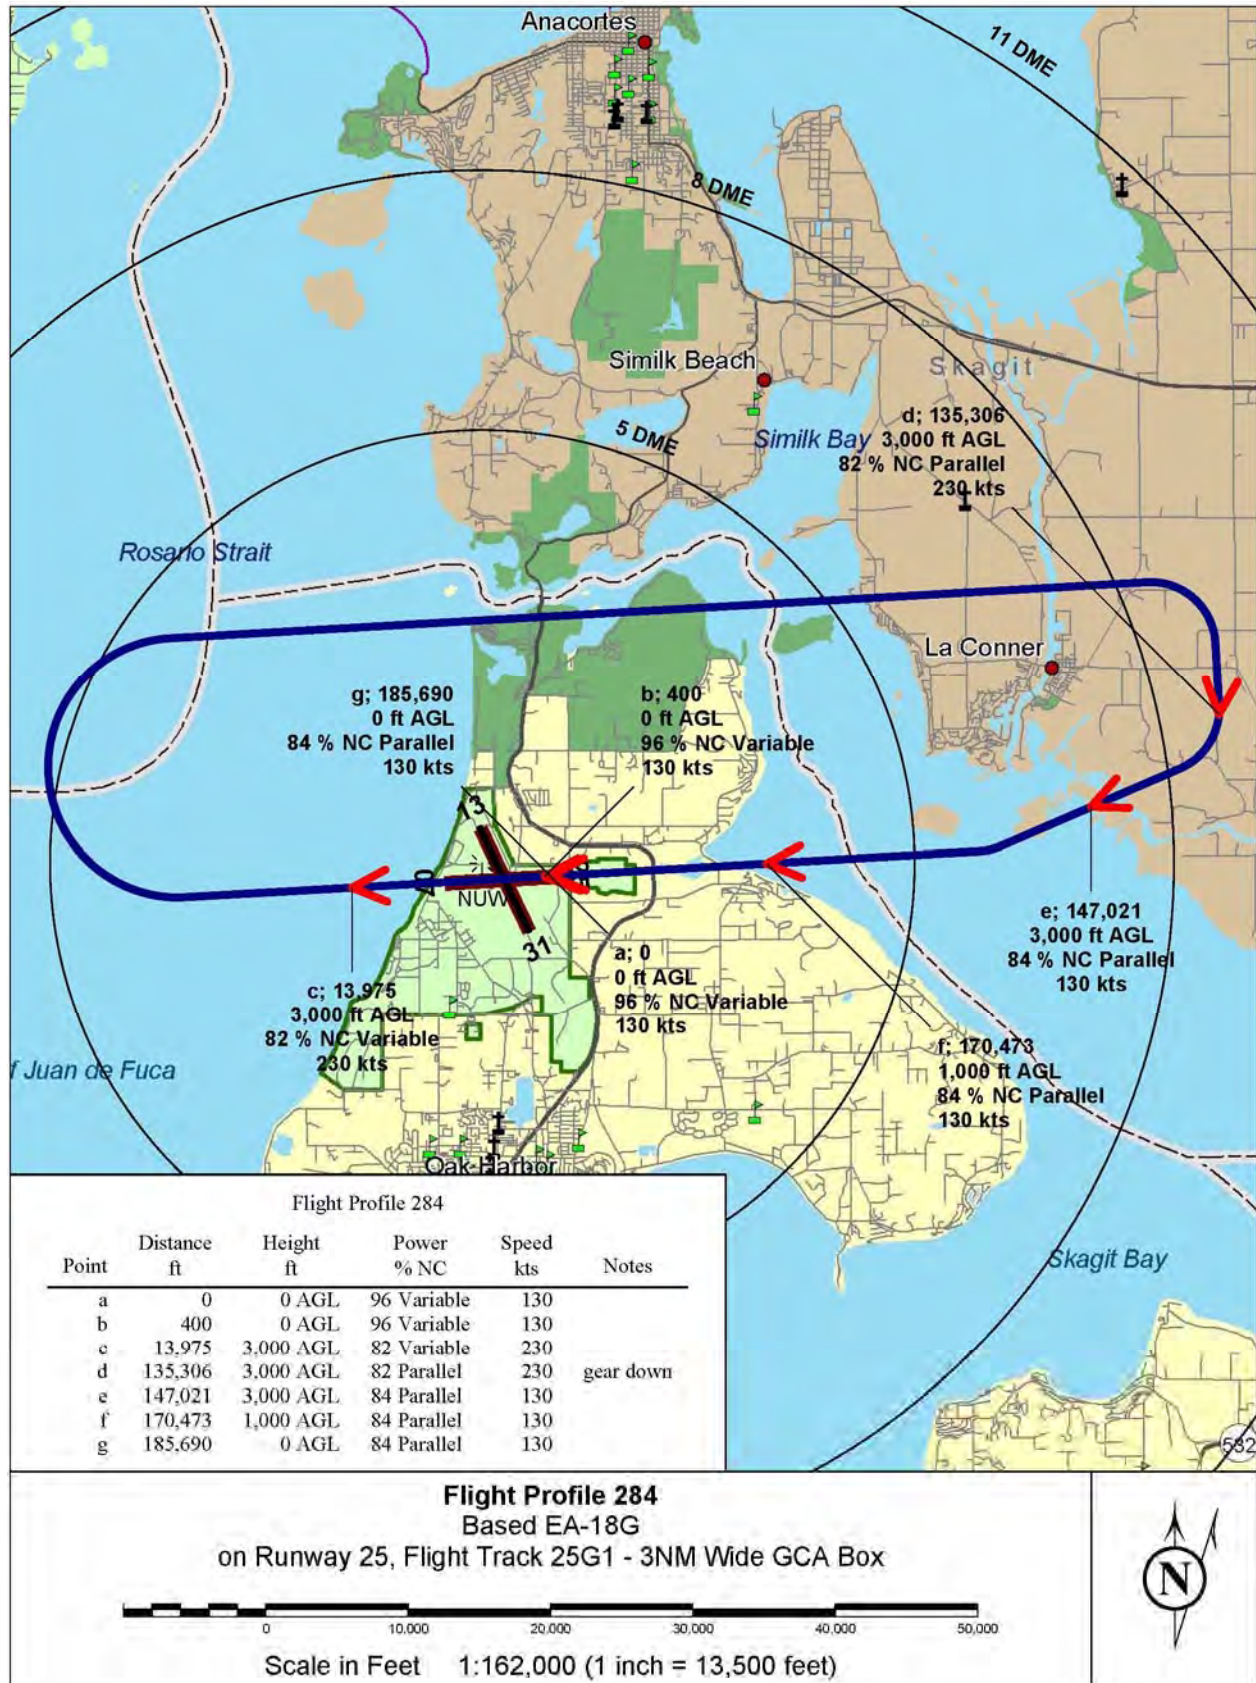 Anacortes
11 DME
8 DME
Similk Beach
Skagit
d; 135,306
3,000 ft AGL
82 % NC Parallel
230 kts
5 DME
Similk Bay
Rosario Strait
La Conner
g; 185,690
0 ft AGL
84 % NC Parallel
130 kts
b; 400
0 ft AGL
96 % NC Variable
130 kts
13
NUW
31
e; 147,021
3,000 ft AGL
84 % NC Parallel
130 kts
a; 0
0 ft AGL
96 % NC Variable
130 kts
c; 13,975
3,000 ft AGL
82 % NC Variable
230 kts
f Juan de Fuca
f; 170,473
1,000 ft AGL
84 % NC Parallel
130 kts
Oak Harbor
Skagit Bay
532
Flight Profile 284
Point Distance ft Height ft Power % NC Speed kts Notes
a 0 0 AGL 96 Variable 130
b 400 0 AGL 96 Variable 130
c 13,975 3,000 AGL 82 Variable 230
d 135,306 3,000 AGL 82 Parallel 230 gear down
e 147,021 3,000 AGL 84 Parallel 130
f 170,473 1,000 AGL 84 Parallel 130
g 185,690 0 AGL 84 Parallel 130
Flight Profile 284
Based EA-18G
on Runway 25, Flight Track 25G1 - 3NM Wide GCA Box
0 10,000 20,000 30,000 40,000 50,000
Scale in Feet 1:162,000 (1 inch = 13,500 feet)
N